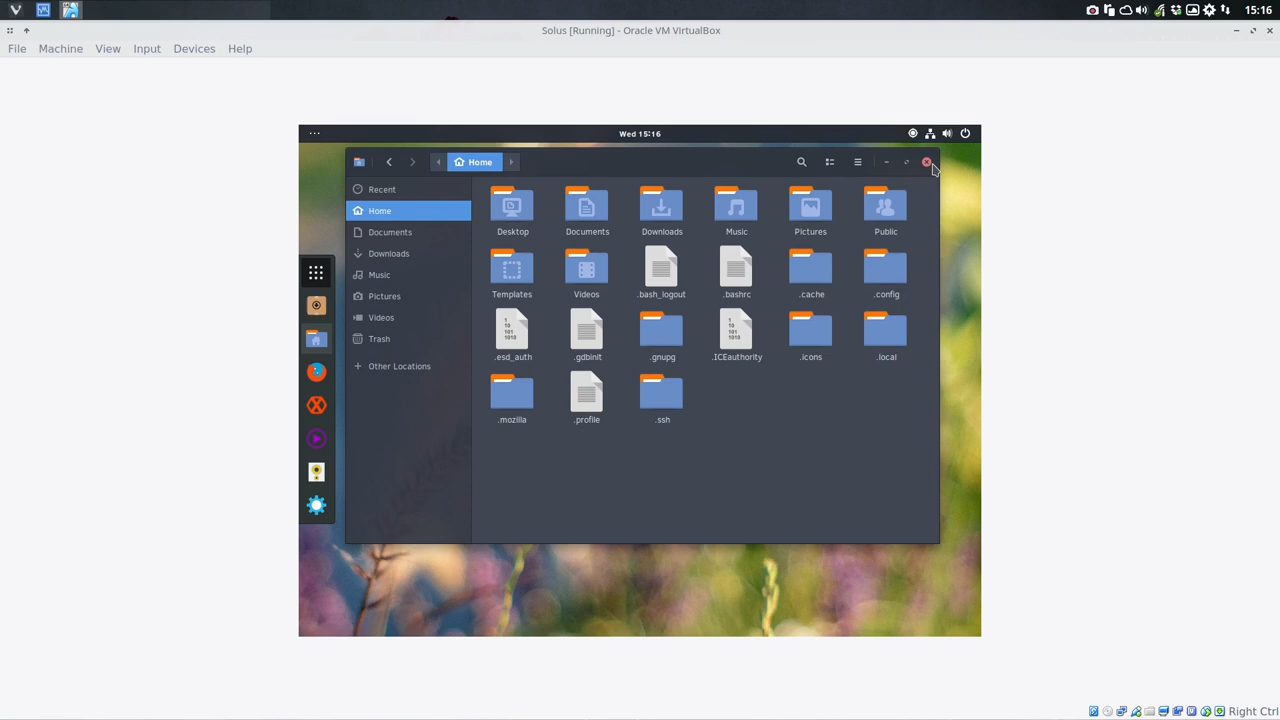 15:16
Solus [Running] - Oracle VM VirtualBox
File Machine View Input Devices Help
Wed 15:16
Home
Recent
Home
Documents
Downloads
Music
Pictures
Videos
Trash
Other Locations
Desktop Documents Downloads Music Pictures Public
Templates Videos .bash_logout .bashrc .cache .config
.esd_auth .gdbinit .gnupg .ICEauthority .icons .local
.mozilla .profile .ssh
Right Ctrl